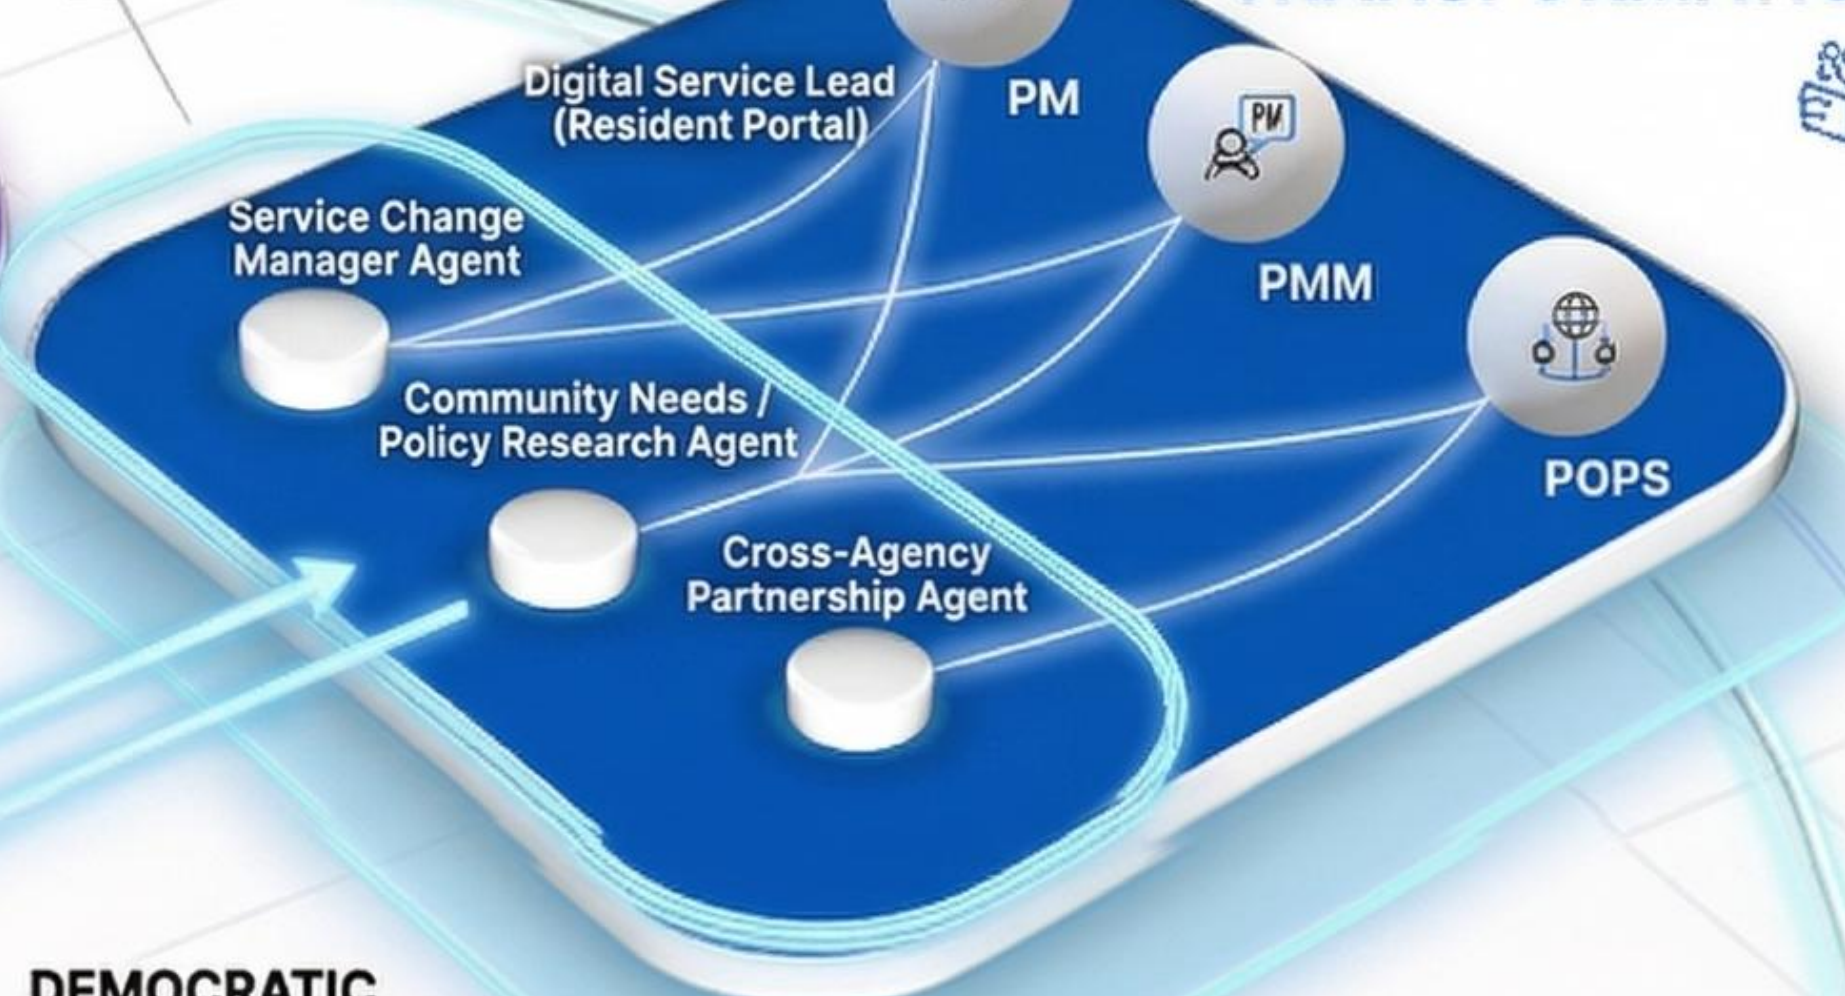 Digital Service Lead
(Resident Portal)
PM
PM
PMM
Service Change
Manager Agent
POPS
Community Needs /
Policy Research Agent
Cross-Agency
Partnership Agent
DEMOCRATIC